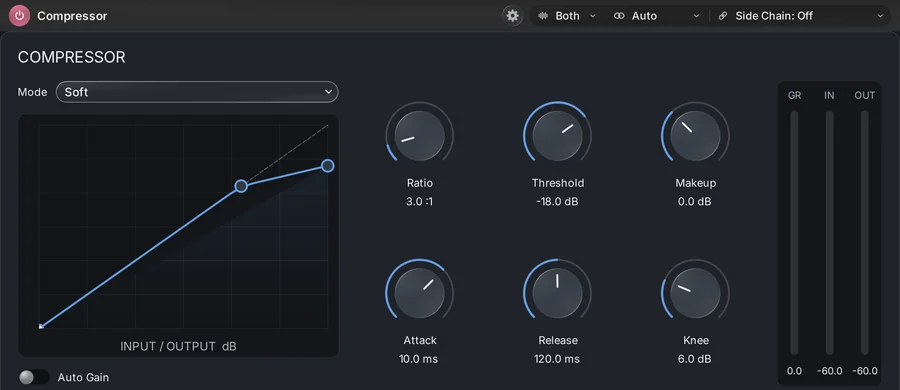 Compressor
Both
Auto
Side Chain: Off
COMPRESSOR
Mode
Soft
INPUT / OUTPUT dB
Auto Gain
Ratio
3.0 :1
Threshold
-18.0 dB
Makeup
0.0 dB
Attack
10.0 ms
Release
120.0 ms
Knee
6.0 dB
GR IN OUT
0.0 -60.0 -60.0